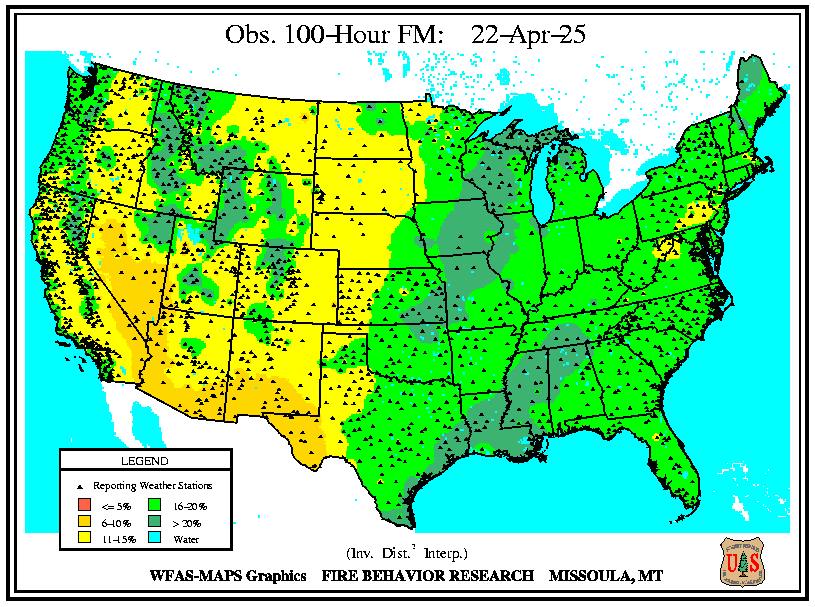 Obs. 100-Hour FM: 22-Apr-25
LEGEND
Reporting Weather Stations
<= 5% 16-20%
6-10% > 20%
11-15% Water
(Inv. Dist.² Interp.)
WFAS-MAPS Graphics FIRE BEHAVIOR RESEARCH MISSOULA, MT
U S